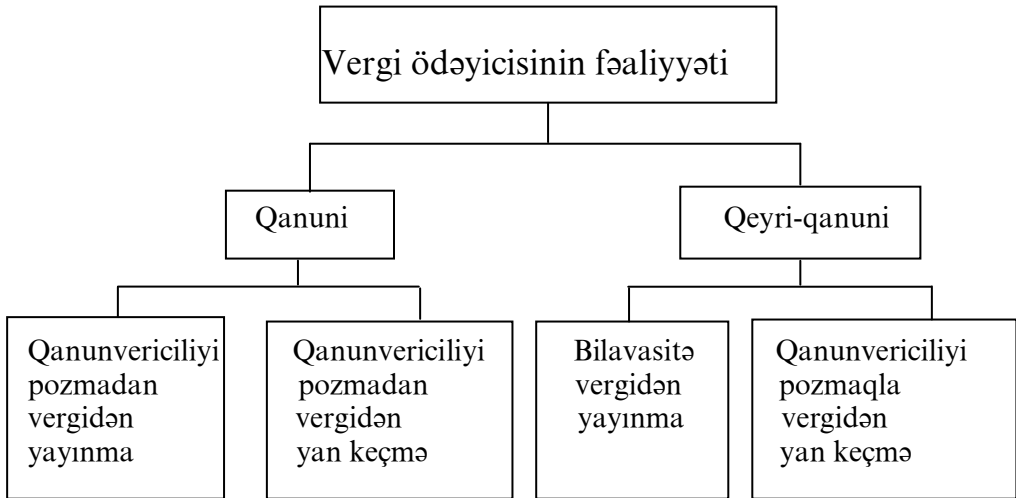 Vergi ödəyicisinin fəaliyyəti
Qanuni
Qeyri-qanuni
Qanunvericiliyi
pozmadan
vergidən
yayınma
Qanunvericiliyi
pozmadan
vergidən
yan keçmə
Bilavasitə
vergidən
yayınma
Qanunvericiliyi
pozmaqla
vergidən
yan keçmə